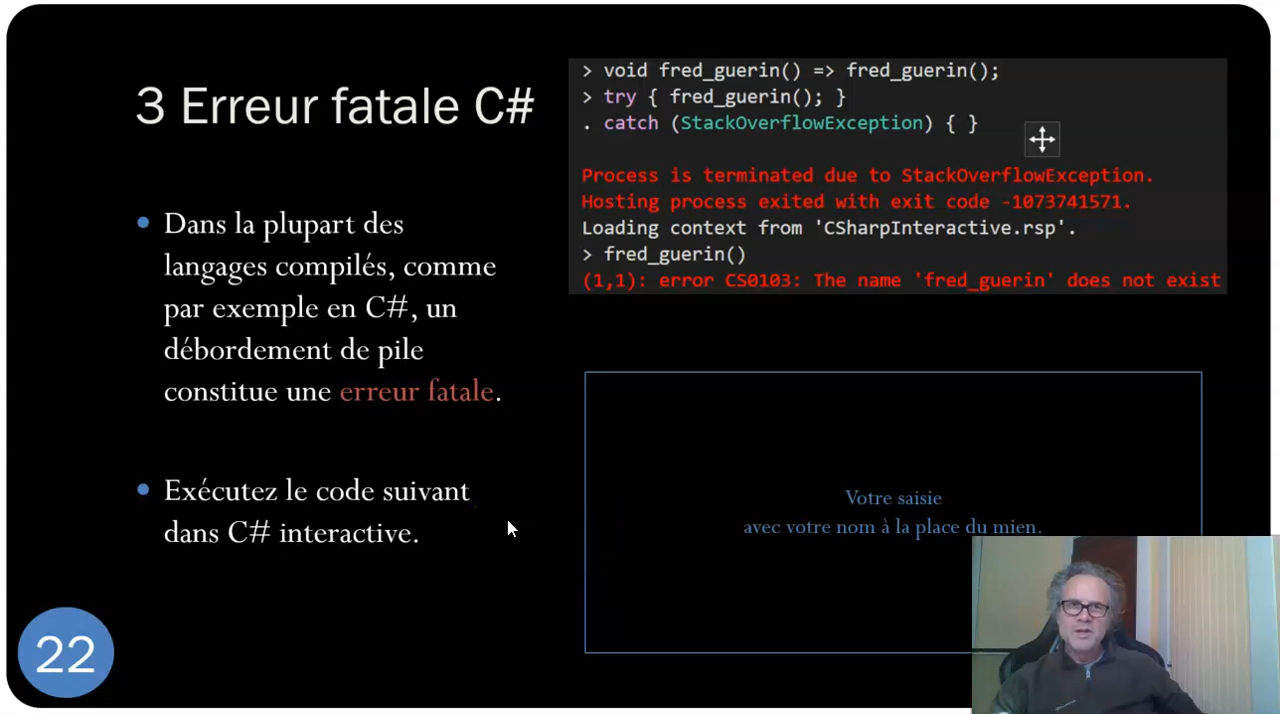 3 Erreur fatale C#
Dans la plupart des
langages compilés, comme
par exemple en C#, un
débordement de pile
constitue une erreur fatale.
Exécutez le code suivant
dans C# interactive.
22
> void fred_guerin() => fred_guerin();
> try { fred_guerin(); }
. catch (StackOverflowException) { }
Process is terminated due to StackOverflowException.
Hosting process exited with exit code -1073741571.
Loading context from 'CSharpInteractive.rsp'.
> fred_guerin()
(1,1): error CS0103: The name 'fred_guerin' does not exist
Votre saisie
avec votre nom à la place du mien.